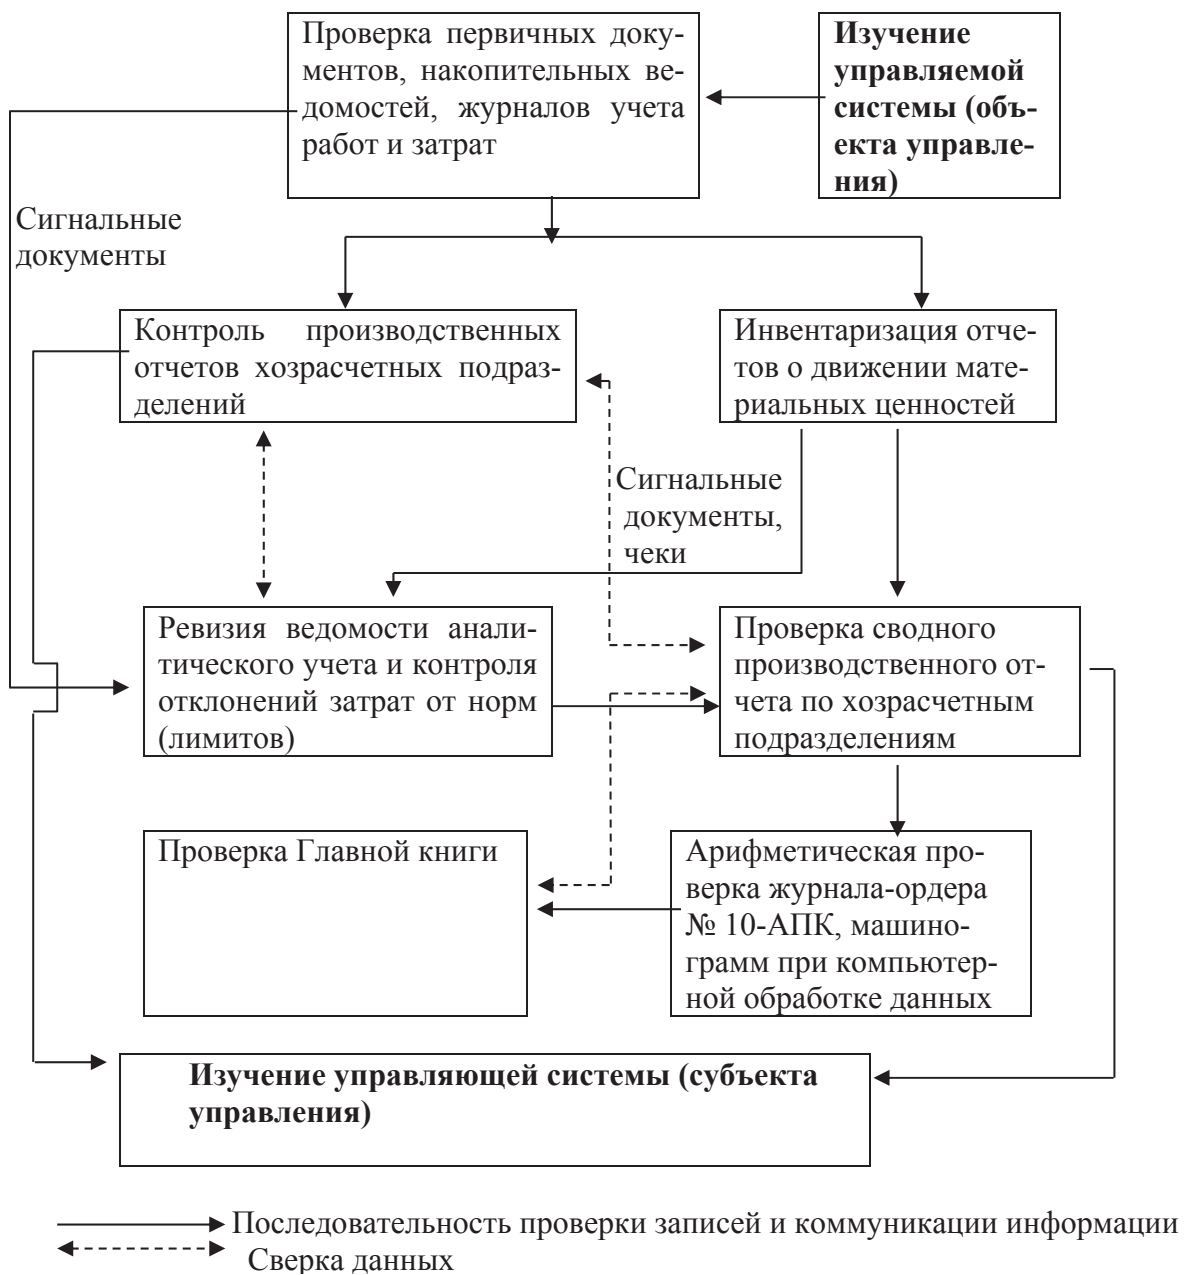 Проверка первичных доку-
ментов, накопительных ве-
домостей, журналов учета
работ и затрат
Изучение
управляемой
системы (объ-
екта управле-
ния)
Сигнальные
документы
Контроль производственных
отчетов хозрасчетных подраз-
делений
Инвентаризация отче-
тов о движении мате-
риальных ценностей
Сигнальные
документы,
чеки
Ревизия ведомости анали-
тического учета и контроля
отклонений затрат от норм
(лимитов)
Проверка сводного
производственного от-
чета по хозрасчетным
подразделениям
Проверка Главной книги
Арифметическая про-
верка журнала-ордера
№ 10-АПК, машино-
грамм при компьютер-
ной обработке данных
Изучение управляющей системы (субъекта
управления)
Последовательность проверки записей и коммуникации информации
Сверка данных